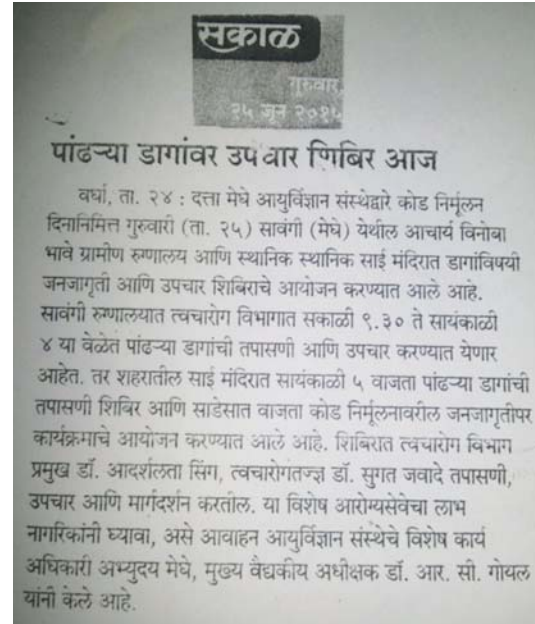 सकाळ
गुरुवार
२५ जून २०१५
पांढऱ्या डागांवर उपचार शिबिर आज
वर्धा, ता. २४ : दत्ता मेघे आयुर्विज्ञान संस्थेद्वारे कोड निर्मूलन
दिनानिमित्त गुरुवारी (ता. २५) सावंगी (मेघे) येथील आचार्य विनोबा
भावे ग्रामीण रुग्णालय आणि स्थानिक स्थानिक साई मंदिरात डागांविषयी
जनजागृती आणि उपचार शिबिराचे आयोजन करण्यात आले आहे.
सावंगी रुग्णालयात त्वचारोग विभागात सकाळी ९.३० ते सायंकाळी
४ या वेळेत पांढऱ्या डागांची तपासणी आणि उपचार करण्यात येणार
आहेत. तर शहरातील साई मंदिरात सायंकाळी ५ वाजता पांढऱ्या डागांची
तपासणी शिबिर आणि साडेसात वाजता कोड निर्मूलनावरील जनजागृतीपर
कार्यक्रमाचे आयोजन करण्यात आले आहे. शिबिरात त्वचारोग विभाग
प्रमुख डॉ. आदर्शलता सिंग, त्वचारोगतज्ज्ञ डॉ. सुगत जवादे तपासणी,
उपचार आणि मार्गदर्शन करतील. या विशेष आरोग्यसेवेचा लाभ
नागरिकांनी घ्यावा, असे आवाहन आयुर्विज्ञान संस्थेचे विशेष कार्य
अधिकारी अभ्युदय मेघे, मुख्य वैद्यकीय अधीक्षक डॉ. आर. सी. गोयल
यांनी केले आहे.